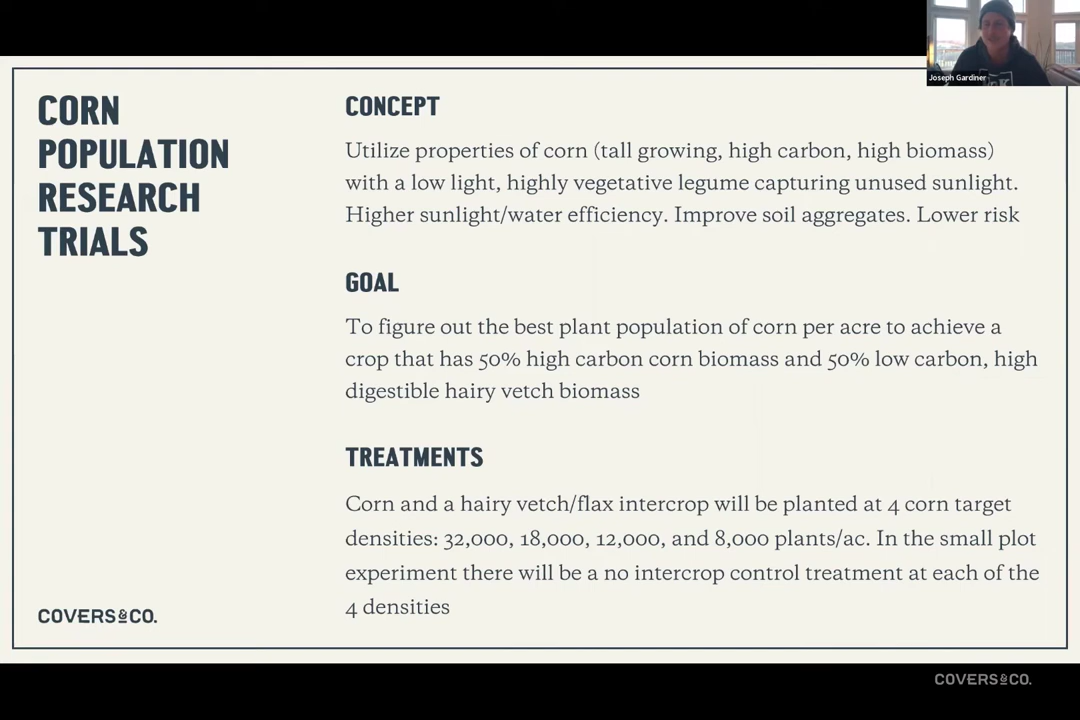 Joseph Gardiner
CORN
POPULATION
RESEARCH
TRIALS
CONCEPT
Utilize properties of corn (tall growing, high carbon, high biomass)
with a low light, highly vegetative legume capturing unused sunlight.
Higher sunlight/water efficiency. Improve soil aggregates. Lower risk
GOAL
To figure out the best plant population of corn per acre to achieve a
crop that has 50% high carbon corn biomass and 50% low carbon, high
digestible hairy vetch biomass
TREATMENTS
Corn and a hairy vetch/flax intercrop will be planted at 4 corn target
densities: 32,000, 18,000, 12,000, and 8,000 plants/ac. In the small plot
experiment there will be a no intercrop control treatment at each of the
4 densities
COVERS&CO.
COVERS&CO.